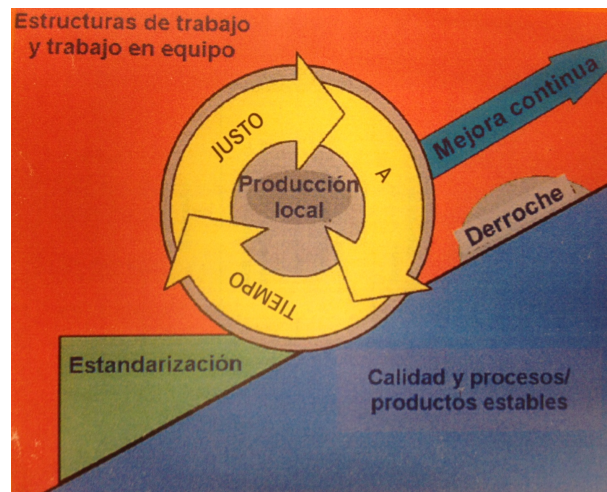 Estructuras de trabajo
y trabajo en equipo
Mejora continua
JUSTO
A
TIEMPO
Producción
local
Derroche
Estandarización
Calidad y procesos/
productos estables